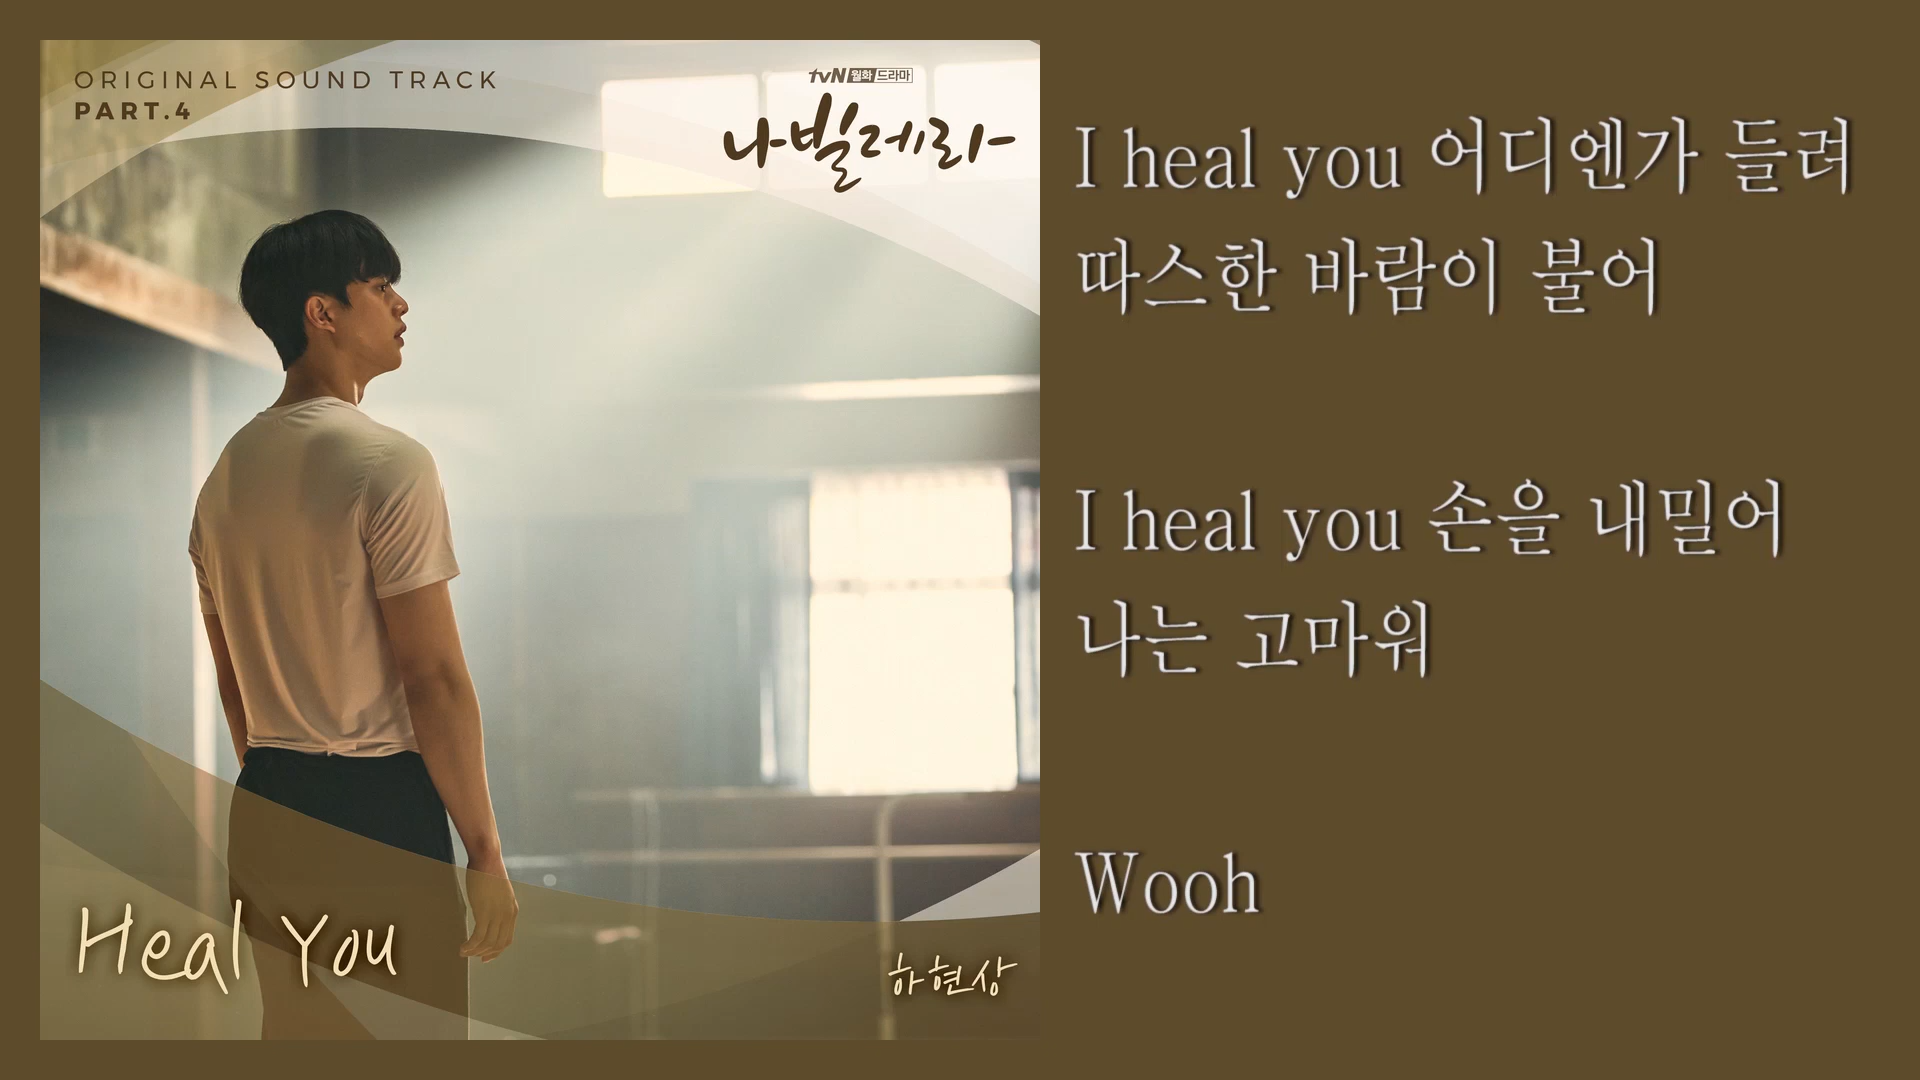 ORIGINAL SOUND TRACK
PART.4
tvN 월화 드라마
나빌레라
I heal you 어디엔가 들려
따스한 바람이 불어
I heal you 손을 내밀어
나는 고마워
Wooh
Heal You
하현상